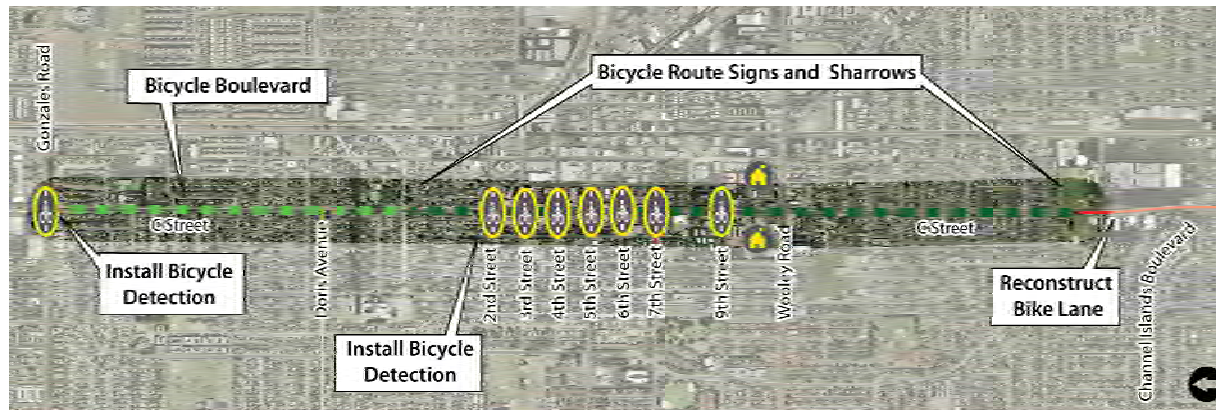 Gonzales Road
Bicycle Boulevard
Bicycle Route Signs and Sharrows
C Street
C Street
Install Bicycle
Detection
Doris Avenue
2nd Street
3rd Street
4th Street
5th Street
6th Street
7th Street
9th Street
Wooley Road
Install Bicycle
Detection
Reconstruct
Bike Lane
Channel Islands Boulevard